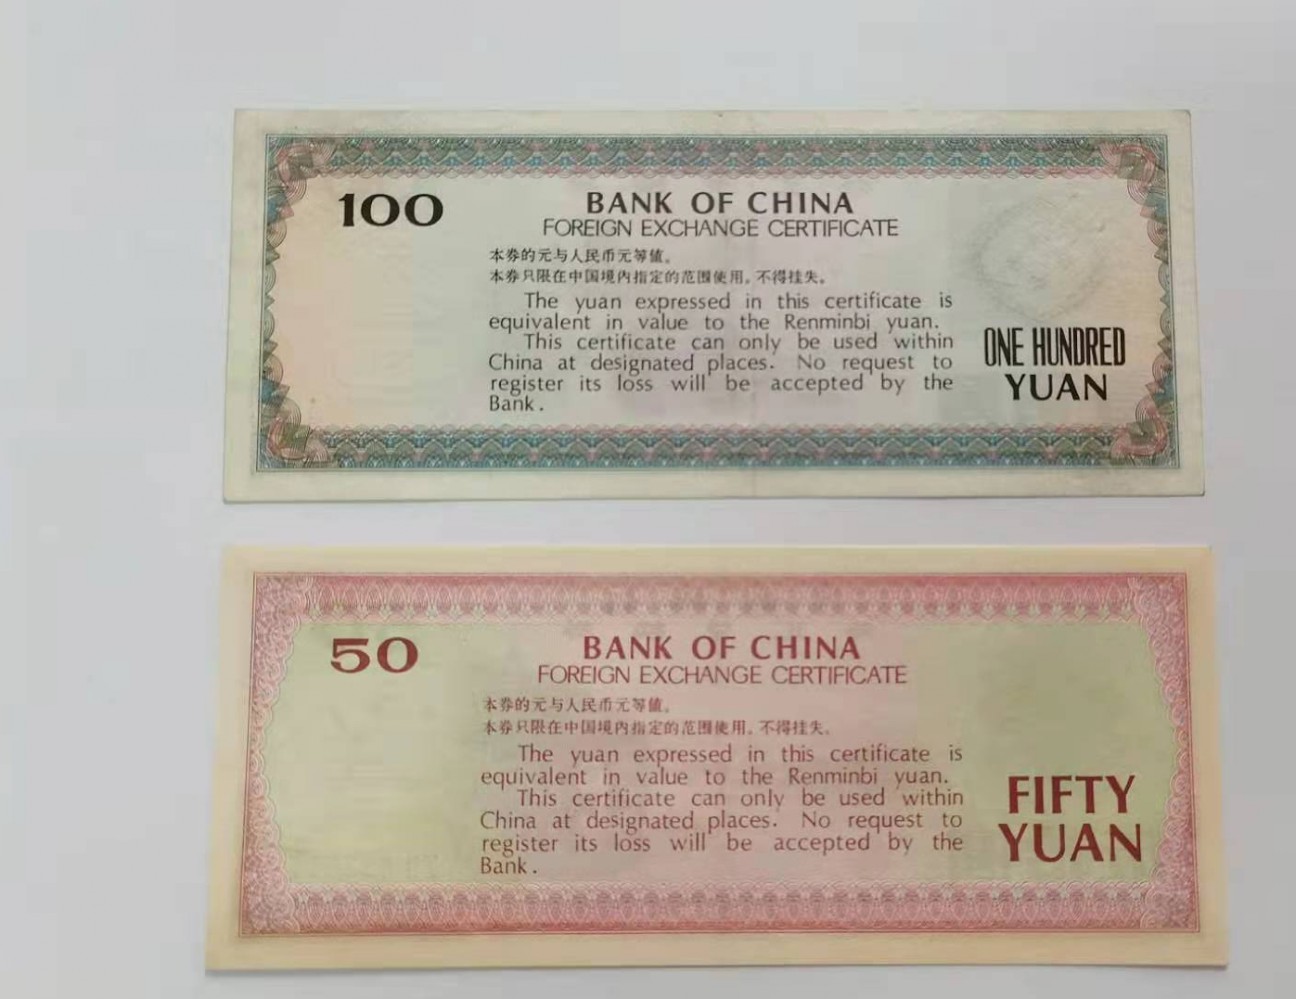 100
BANK OF CHINA
FOREIGN EXCHANGE CERTIFICATE
本券的元与人民币元等值。
本券只限在中国境内指定的范围使用，不得挂失。
The yuan expressed in this certificate is
equivalent in value to the Renminbi yuan.
This certificate can only be used within
China at designated places. No request to
register its loss will be accepted by the
Bank.
ONE HUNDRED
YUAN
50
BANK OF CHINA
FOREIGN EXCHANGE CERTIFICATE
本券的元与人民币元等值。
本券只限在中国境内指定的范围使用，不得挂失。
The yuan expressed in this certificate is
equivalent in value to the Renminbi yuan.
This certificate can only be used within
China at designated places. No request to
register its loss will be accepted by the
Bank.
FIFTY
YUAN